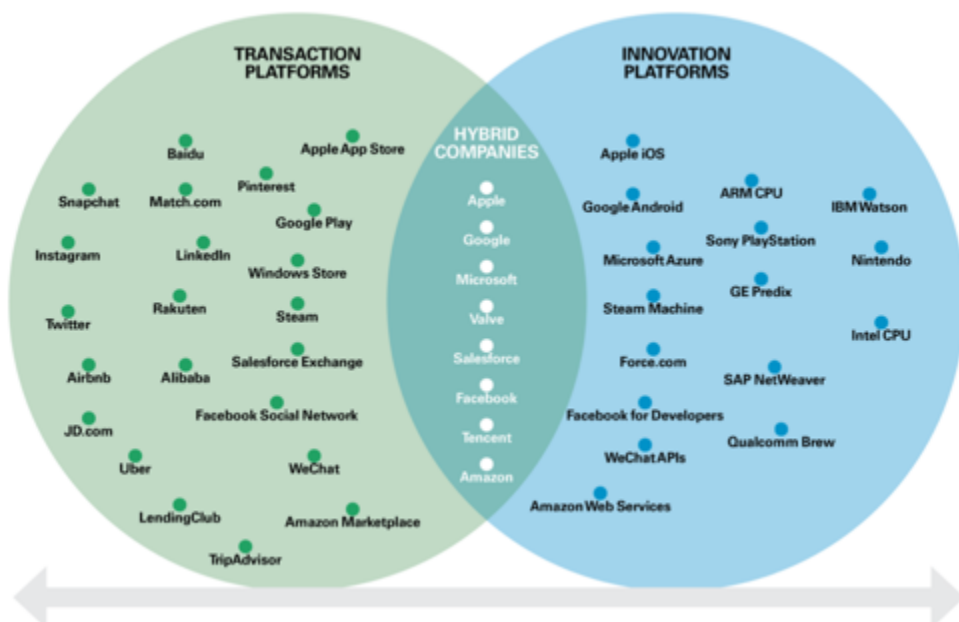 TRANSACTION
PLATFORMS
Baidu
Apple App Store
Pinterest
Snapchat
Match.com
Google Play
Instagram
LinkedIn
Windows Store
Rakuten
Steam
Twitter
Salesforce Exchange
Airbnb
Alibaba
Facebook Social Network
JD.com
Uber
WeChat
LendingClub
Amazon Marketplace
TripAdvisor
HYBRID
COMPANIES
Apple
Google
Microsoft
Valve
Salesforce
Facebook
Tencent
Amazon
INNOVATION
PLATFORMS
Apple iOS
ARM CPU
Google Android
IBM Watson
Sony PlayStation
Microsoft Azure
Nintendo
GE Predix
Steam Machine
Intel CPU
Force.com
SAP NetWeaver
Facebook for Developers
Qualcomm Brew
WeChat APIs
Amazon Web Services